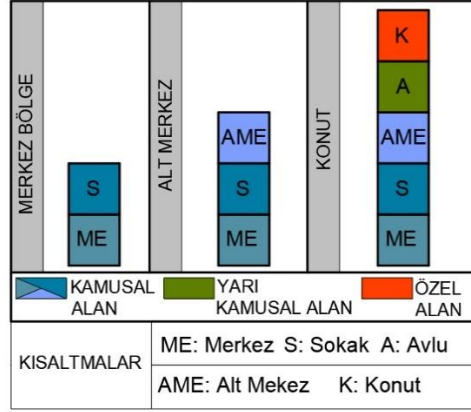 MERKEZ BÖLGE
S
ME
ALT MERKEZ
AME
S
ME
KONUT
K
A
AME
S
ME
KAMUSAL ALAN
YARI KAMUSAL ALAN
ÖZEL ALAN
KISALTMALAR
ME: Merkez S: Sokak A: Avlu
AME: Alt Mekez K: Konut